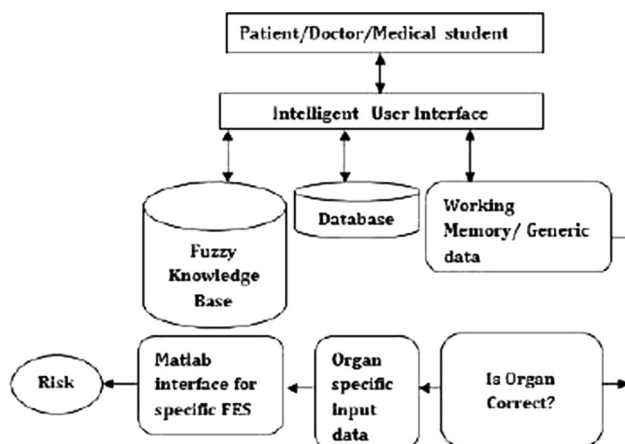 Patient/Doctor/Medical student
Intelligent User Interface
Fuzzy
Knowledge
Base
Database
Working
Memory/ Generic
data
Risk
Matlab
interface for
specific FES
Organ
specific
input
data
Is Organ
Correct?